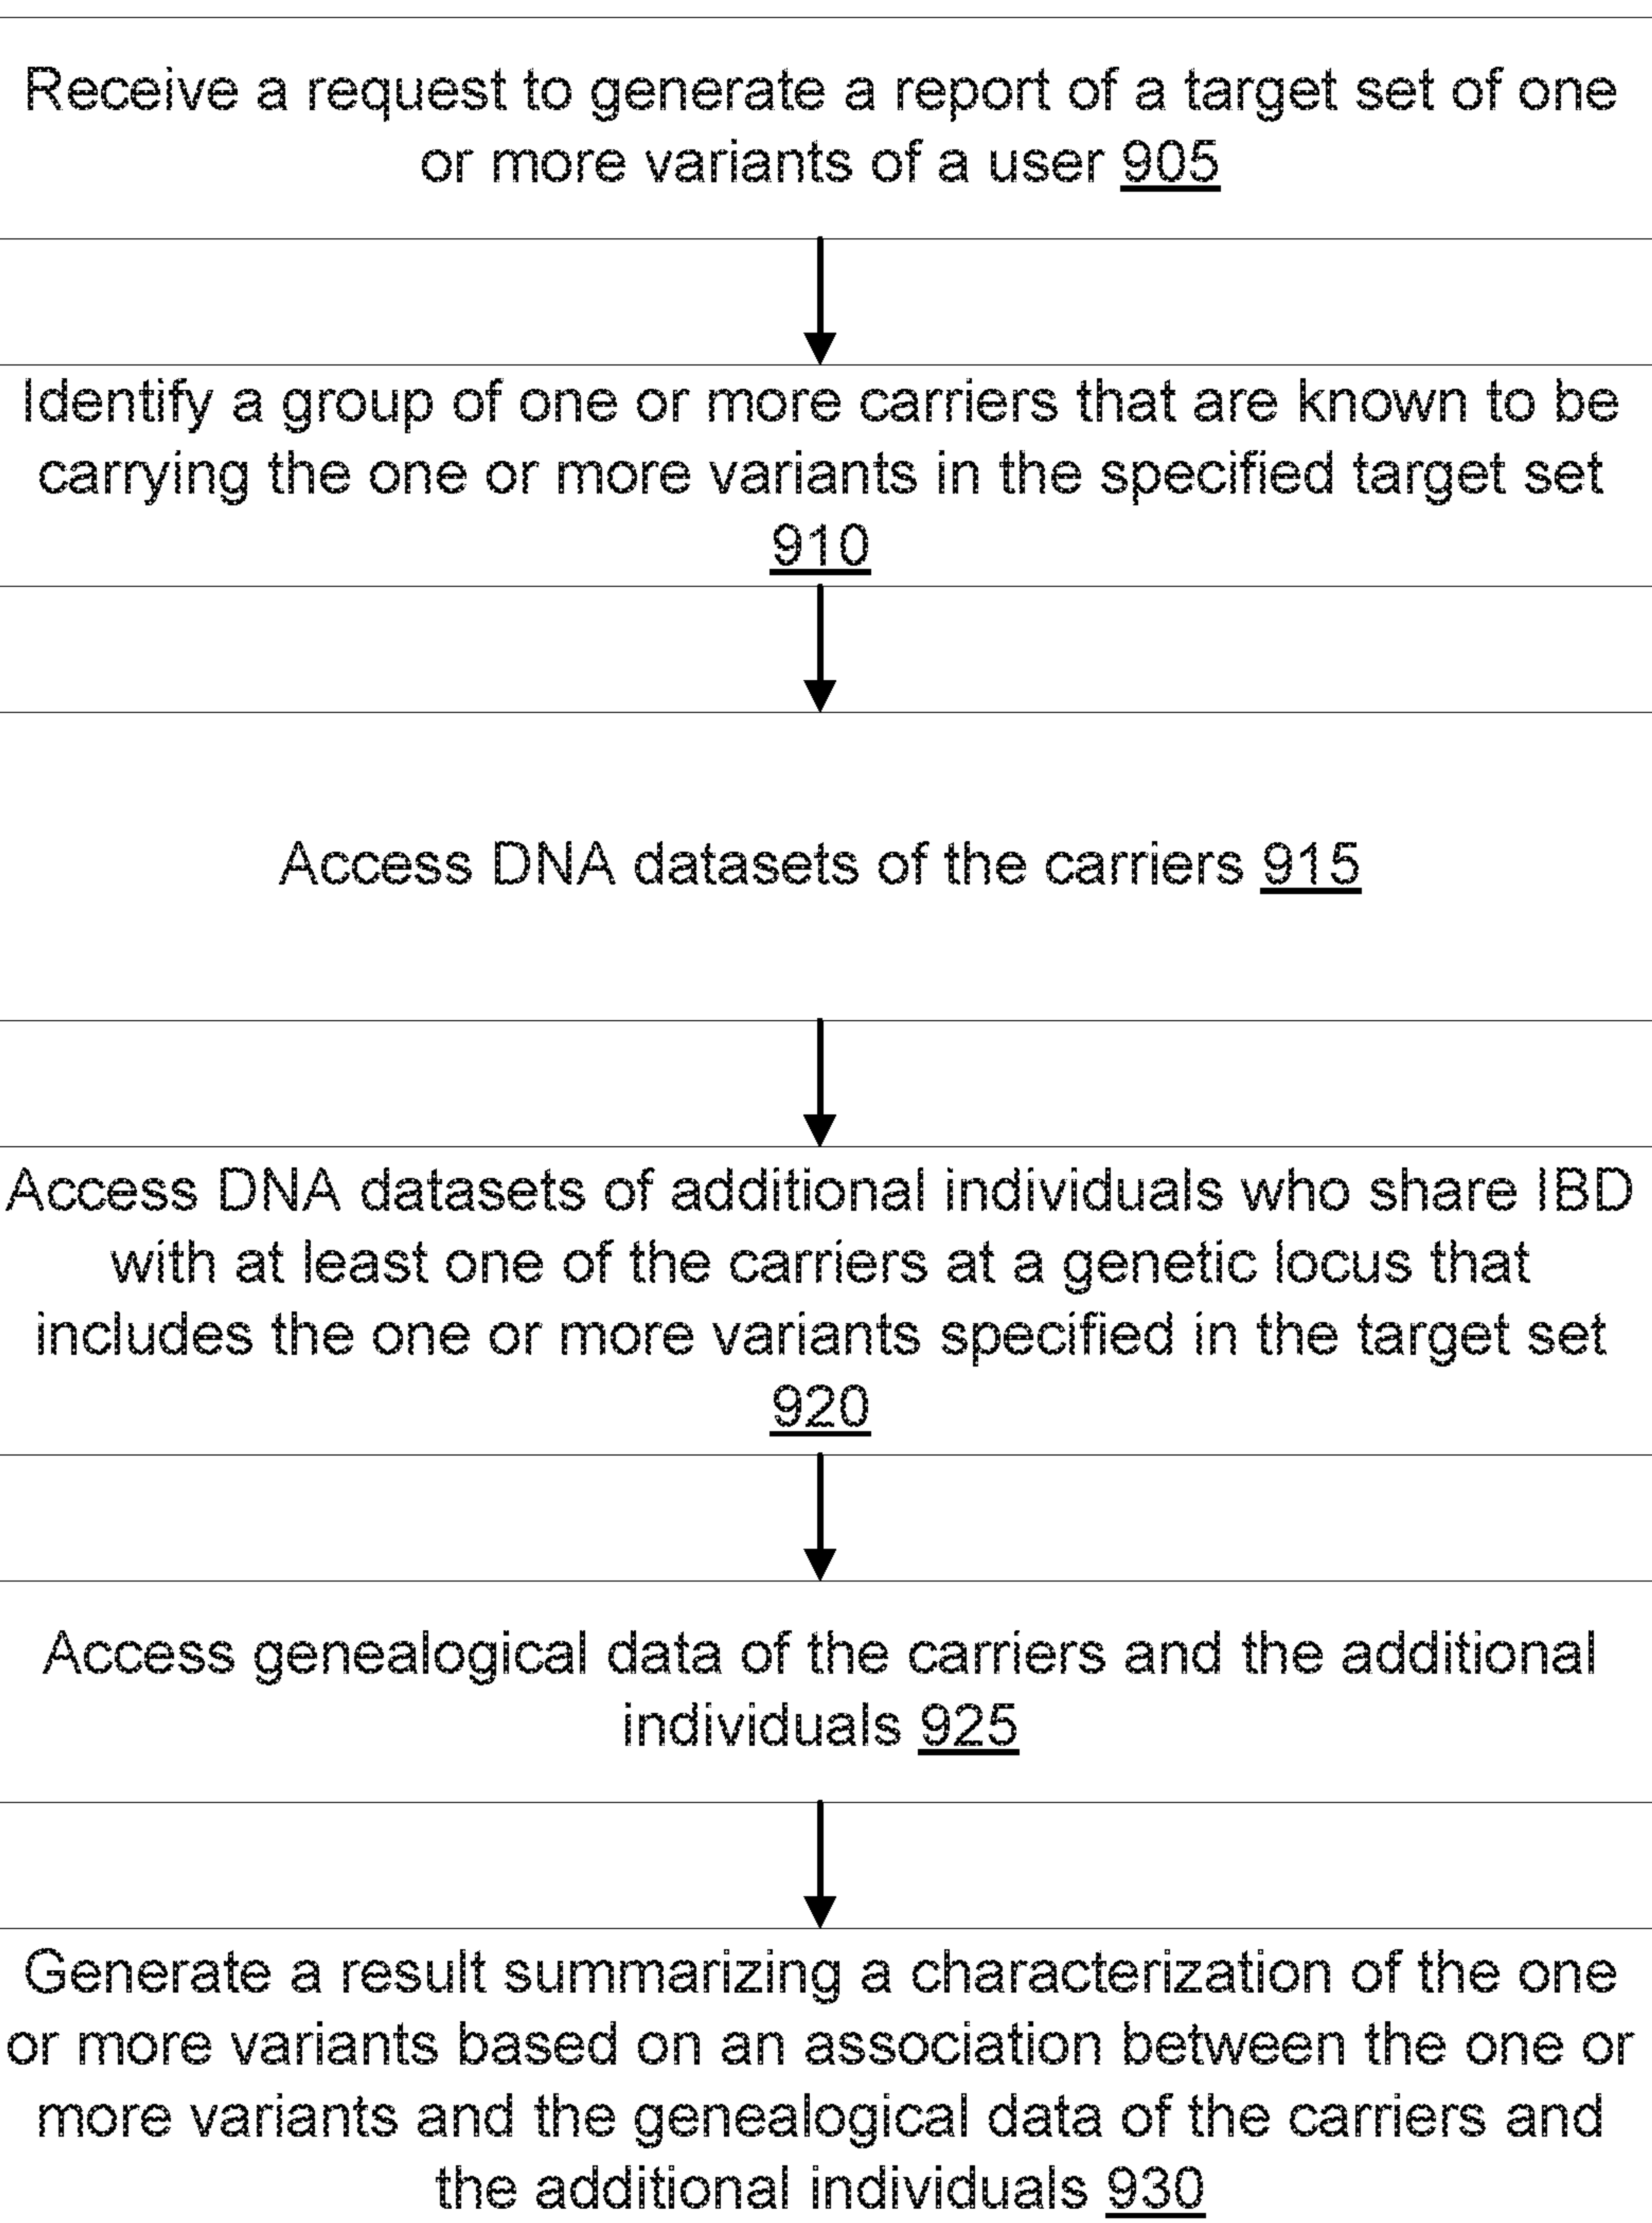 Receive a request to generate a report of a target set of one
or more variants of a user 905
Identify a group of one or more carriers that are known to be
carrying the one or more variants in the specified target set
910
Access DNA datasets of the carriers 915
Access DNA datasets of additional individuals who share IBD
with at least one of the carriers at a genetic locus that
includes the one or more variants specified in the target set
920
Access genealogical data of the carriers and the additional
individuals 925
Generate a result summarizing a characterization of the one
or more variants based on an association between the one or
more variants and the genealogical data of the carriers and
the additional individuals 930